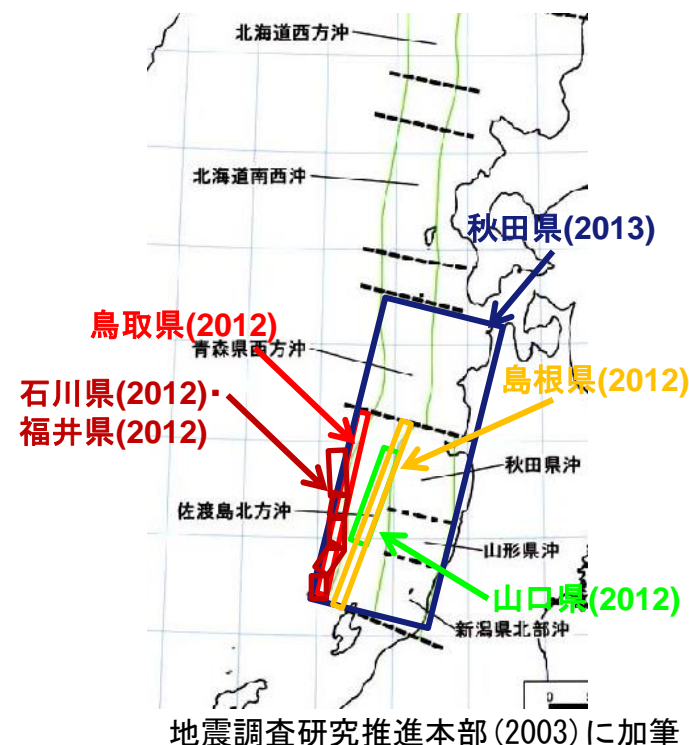 北海道西方沖
北海道南西沖
秋田県(2013)
鳥取県(2012)
青森県西方沖
島根県(2012)
石川県(2012)・
福井県(2012)
秋田県沖
佐渡島北方沖
山形県沖
山口県(2012)
新潟県北部沖
0
地震調査研究推進本部(2003)に加筆